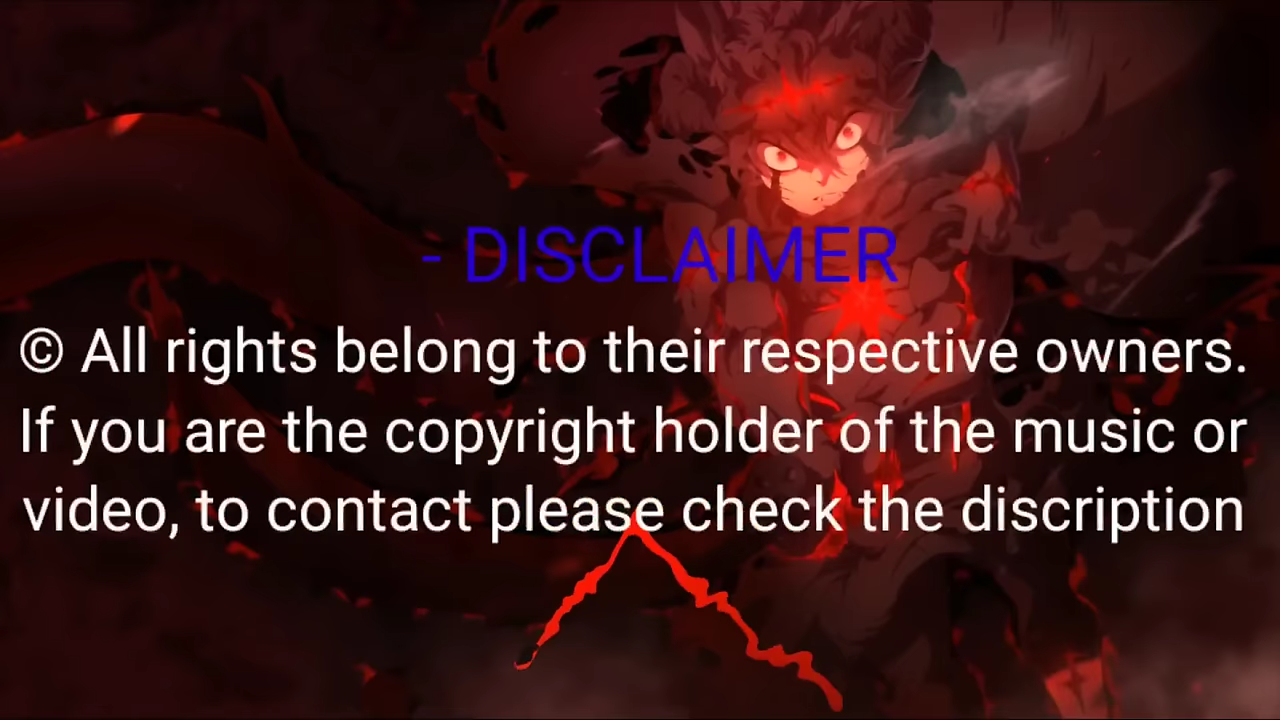 - DISCLAIMER
© All rights belong to their respective owners.
If you are the copyright holder of the music or
video, to contact please check the discription